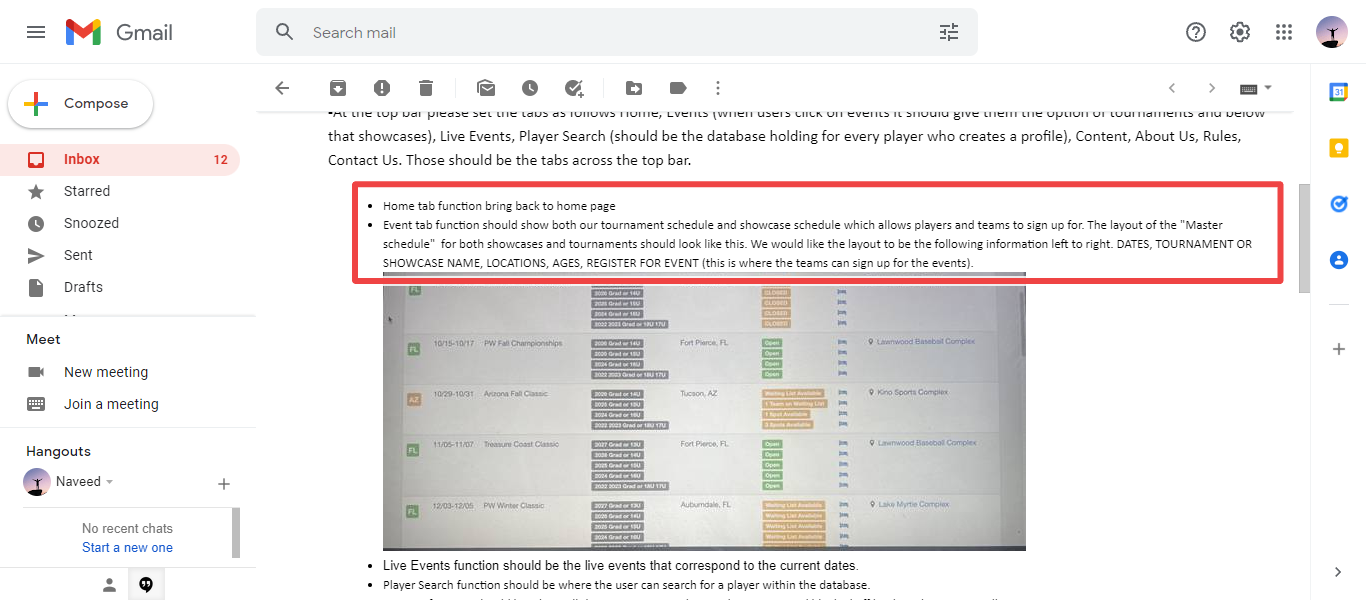 Gmail
Search mail
Compose
Inbox 12
Starred
Snoozed
Sent
Drafts
Meet
New meeting
Join a meeting
Hangouts
Naveed
No recent chats
Start a new one
31
-At the top bar please set the tabs as follows Home, Events (when users click on events it should give them the option of tournaments and below
that showcases), Live Events, Player Search (should be the database holding for every player who creates a profile), Content, About Us, Rules,
Contact Us. Those should be the tabs across the top bar.
Home tab function bring back to home page
Event tab function should show both our tournament schedule and showcase schedule which allows players and teams to sign up for. The layout of the "Master
schedule" for both showcases and tournaments should look like this. We would like the layout to be the following information left to right. DATES, TOURNAMENT OR
SHOWCASE NAME, LOCATIONS, AGES, REGISTER FOR EVENT (this is where the teams can sign up for the events).
FL 2026 Grad or 14U CLOSED
2025 Grad or 15U CLOSED
2024 Grad or 16U CLOSED
2022 2023 Grad or 18U 17U CLOSED
FL 10/15-10/17 PW Fall Championships 2026 Grad or 14U Fort Pierce, FL Open Lawnwood Baseball Complex
2025 Grad or 15U Open
2024 Grad or 16U Open
2022 2023 Grad or 18U 17U Open
AZ 10/29-10/31 Arizona Fall Classic 2026 Grad or 14U Tucson, AZ Waiting List Available Kino Sports Complex
2025 Grad or 15U 1 Team on Waiting List
2024 Grad or 16U 1 Spot Available
2022 2023 Grad or 18U 17U 3 Spots Available
FL 11/05-11/07 Treasure Coast Classic 2027 Grad or 13U Fort Pierce, FL Open Lawnwood Baseball Complex
2026 Grad or 14U Open
2025 Grad or 15U Open
2024 Grad or 16U Open
2022 2023 Grad or 18U 17U Open
FL 12/03-12/05 PW Winter Classic 2027 Grad or 13U Auburndale, FL Waiting List Available Lake Myrtle Complex
2026 Grad or 14U Waiting List Available
2025 Grad or 15U Waiting List Available
2024 Grad or 16U Waiting List Available
Live Events function should be the live events that correspond to the current dates.
Player Search function should be where the user can search for a player within the database.